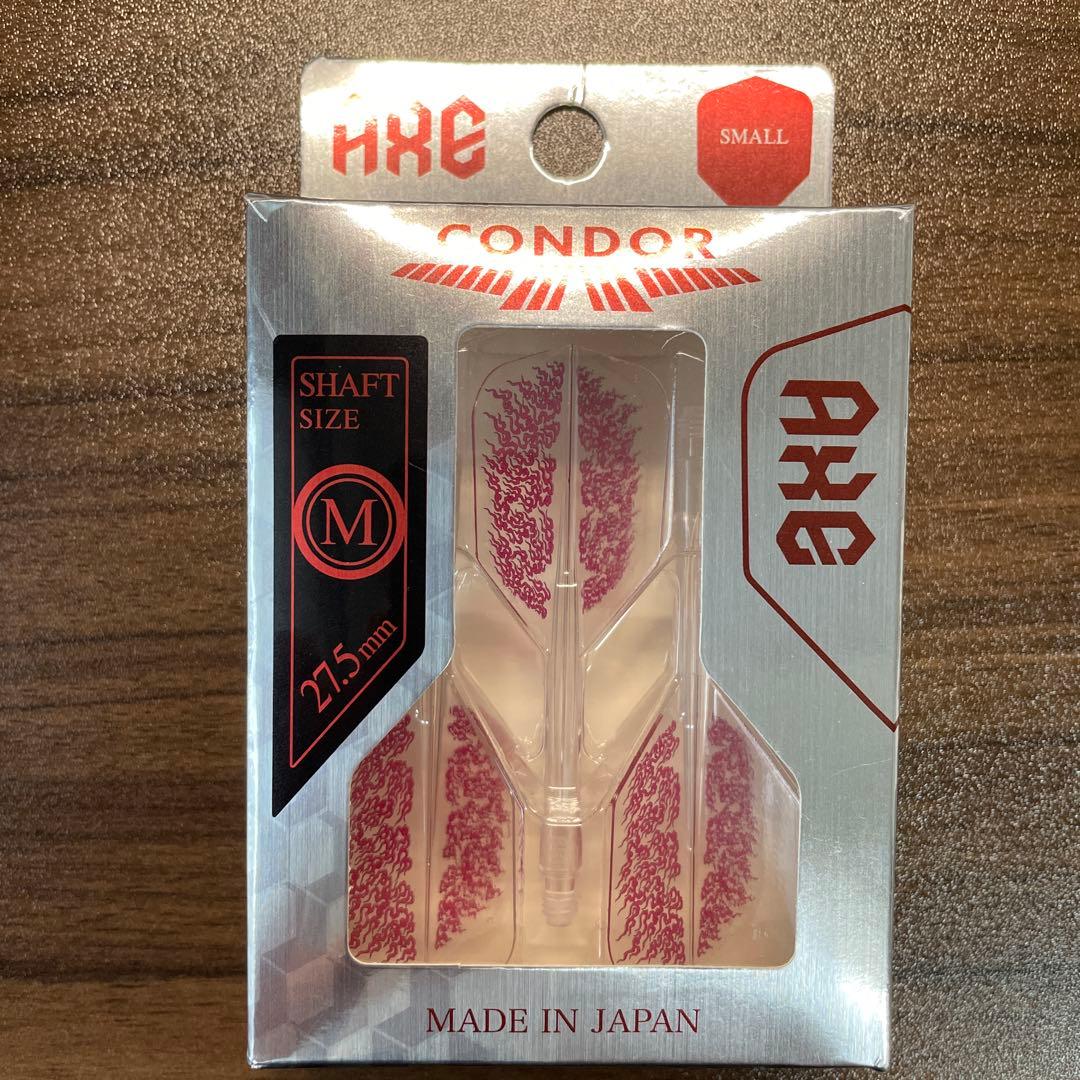 AXE
SMALL
CONDOR
SHAFT
SIZE
M
27.5mm
AXE
MADE IN JAPAN